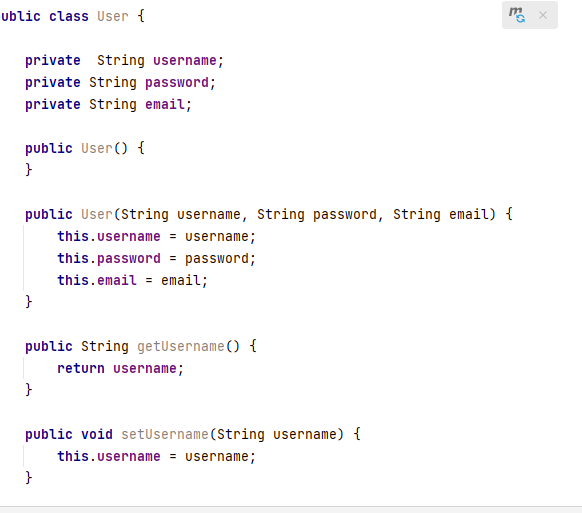 ublic class User {
    private  String username;
    private String password;
    private String email;
    public User() {
    }
    public User(String username, String password, String email) {
        this.username = username;
        this.password = password;
        this.email = email;
    }
    public String getUsername() {
        return username;
    }
    public void setUsername(String username) {
        this.username = username;
    }